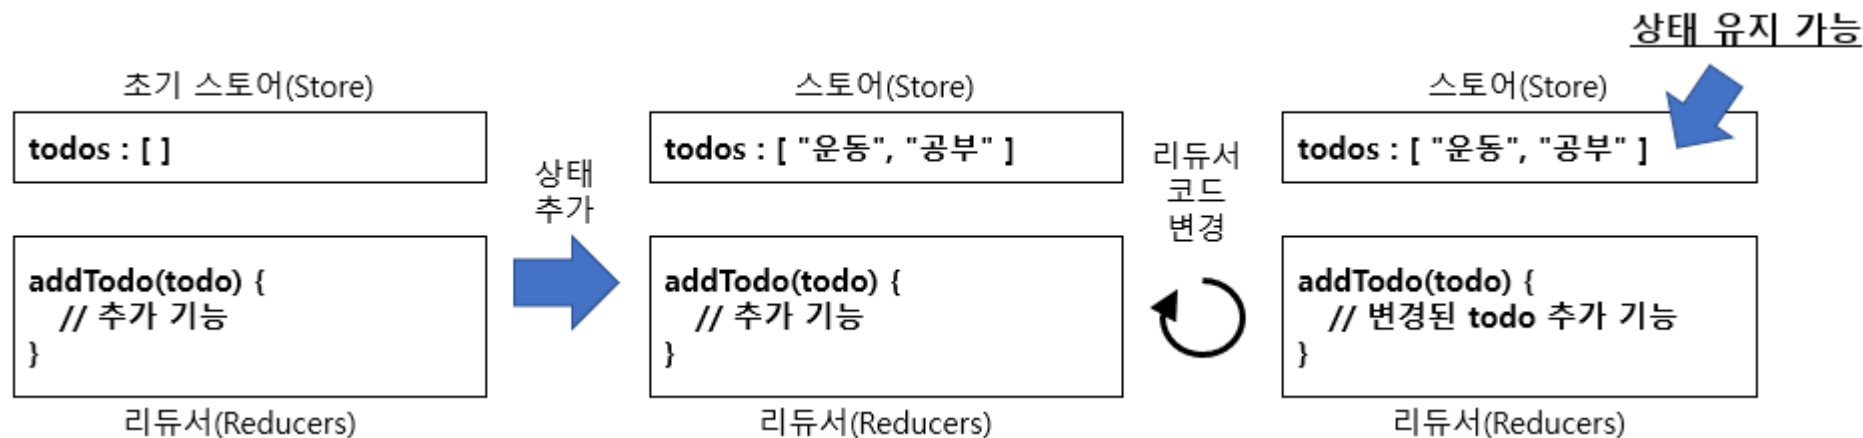 상태 유지 가능
초기 스토어(Store)
todos : [ ]
addTodo(todo) {
// 추가 기능
}
리듀서(Reducers)
상태
추가
스토어(Store)
todos : [ "운동", "공부" ]
addTodo(todo) {
// 추가 기능
}
리듀서(Reducers)
리듀서
코드
변경
스토어(Store)
todos : [ "운동", "공부" ]
addTodo(todo) {
// 변경된 todo 추가 기능
}
리듀서(Reducers)